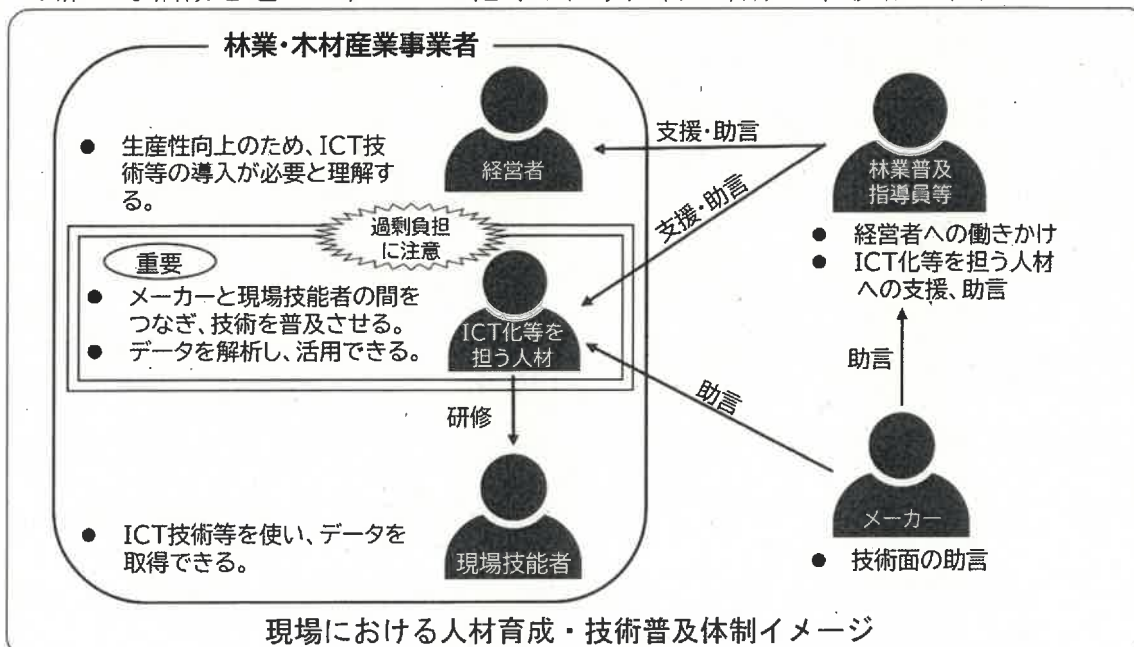 林業・木材産業事業者
● 生産性向上のため、ICT技
術等の導入が必要と理解す
る。
経営者
支援・助言
林業普及
指導員等
支援・助言
● 経営者への働きかけ
● ICT化等を担う人材
への支援、助言
過剰負担
に注意
重要
● メーカーと現場技能者の間を
つなぎ、技術を普及させる。
● データを解析し、活用できる。
ICT化等を
担う人材
助言
助言
研修
メーカー
● 技術面の助言
● ICT技術等を使い、データを
取得できる。
現場技能者
現場における人材育成・技術普及体制イメージ